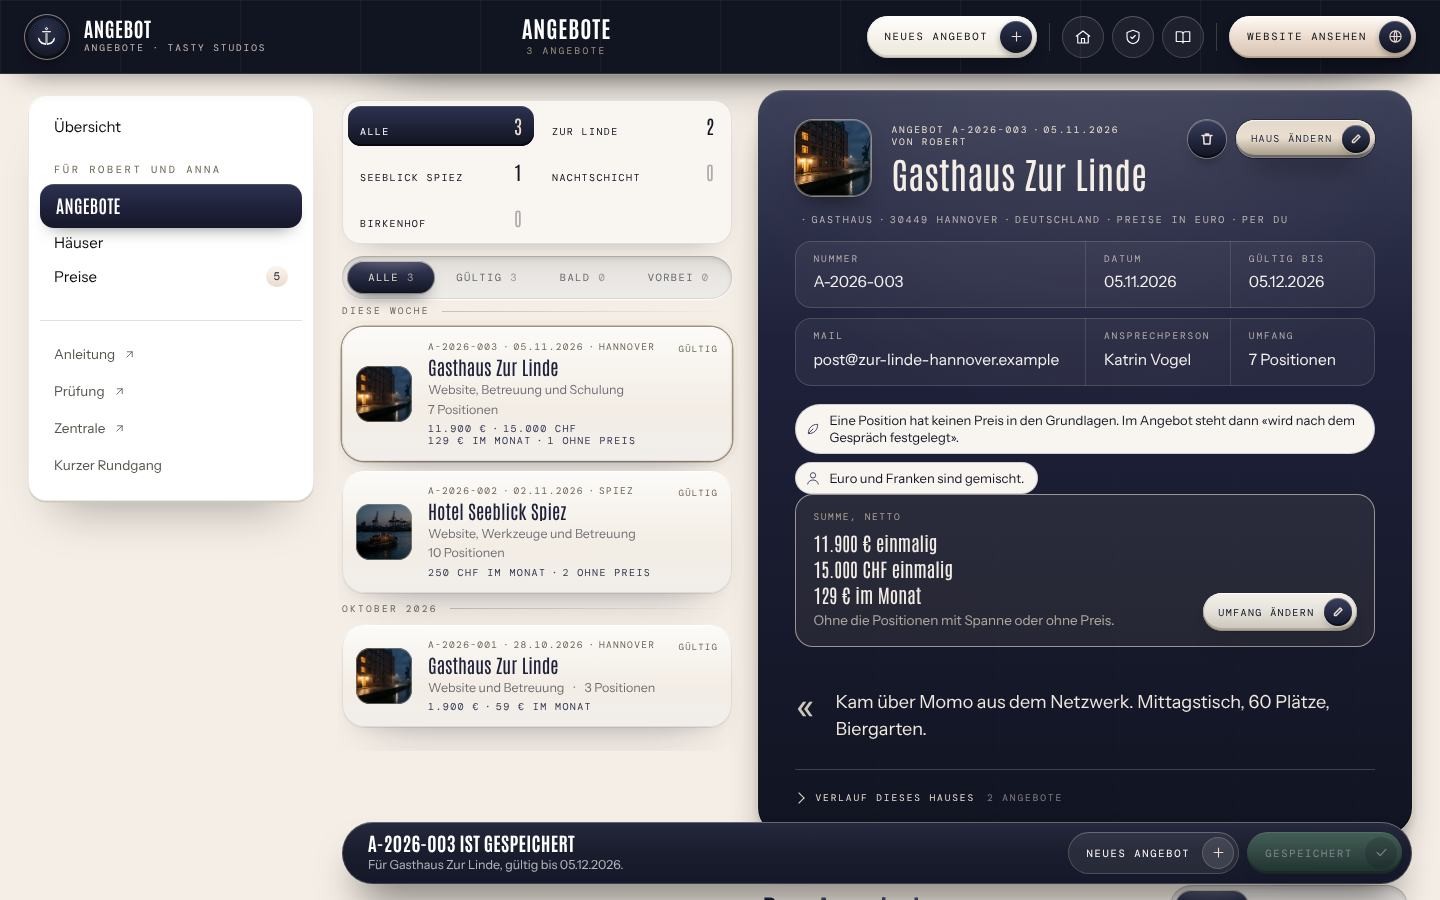 ANGEBOT
ANGEBOTE · TASTY STUDIOS
ANGEBOTE
3 ANGEBOTE
NEUES ANGEBOT
WEBSITE ANSEHEN
Übersicht
FÜR ROBERT UND ANNA
ANGEBOTE
Häuser
Preise 5
Anleitung
Prüfung
Zentrale
Kurzer Rundgang
ALLE 3
ZUR LINDE 2
SEEBLICK SPIEZ 1
NACHTSCHICHT 0
BIRKENHOF 0
ALLE 3
GÜLTIG 3
BALD 0
VORBEI 0
DIESE WOCHE
A-2026-003 · 05.11.2026 · HANNOVER
GÜLTIG
Gasthaus Zur Linde
Website, Betreuung und Schulung
7 Positionen
11.900 € · 15.000 CHF
129 € IM MONAT · 1 OHNE PREIS
A-2026-002 · 02.11.2026 · SPIEZ
GÜLTIG
Hotel Seeblick Spiez
Website, Werkzeuge und Betreuung
10 Positionen
250 CHF IM MONAT · 2 OHNE PREIS
OKTOBER 2026
A-2026-001 · 28.10.2026 · HANNOVER
GÜLTIG
Gasthaus Zur Linde
Website und Betreuung · 3 Positionen
1.900 € · 59 € IM MONAT
ANGEBOT A-2026-003 · 05.11.2026
VON ROBERT
Gasthaus Zur Linde
HAUS ÄNDERN
· GASTHAUS · 30449 HANNOVER · DEUTSCHLAND · PREISE IN EURO · PER DU
NUMMER
A-2026-003
DATUM
05.11.2026
GÜLTIG BIS
05.12.2026
MAIL
post@zur-linde-hannover.example
ANSPRECHPERSON
Katrin Vogel
UMFANG
7 Positionen
Eine Position hat keinen Preis in den Grundlagen. Im Angebot steht dann «wird nach dem
Gespräch festgelegt».
Euro und Franken sind gemischt.
SUMME, NETTO
11.900 € einmalig
15.000 CHF einmalig
129 € im Monat
Ohne die Positionen mit Spanne oder ohne Preis.
UMFANG ÄNDERN
« Kam über Momo aus dem Netzwerk. Mittagstisch, 60 Plätze,
Biergarten.
VERLAUF DIESES HAUSES 2 ANGEBOTE
A-2026-003 IST GESPEICHERT
Für Gasthaus Zur Linde, gültig bis 05.12.2026.
NEUES ANGEBOT
GESPEICHERT